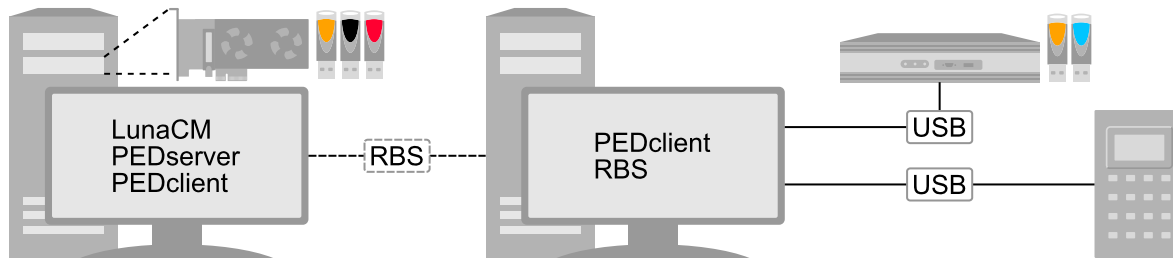 LunaCM
PEDserver
PEDclient
RBS
PEDclient
RBS
USB
USB